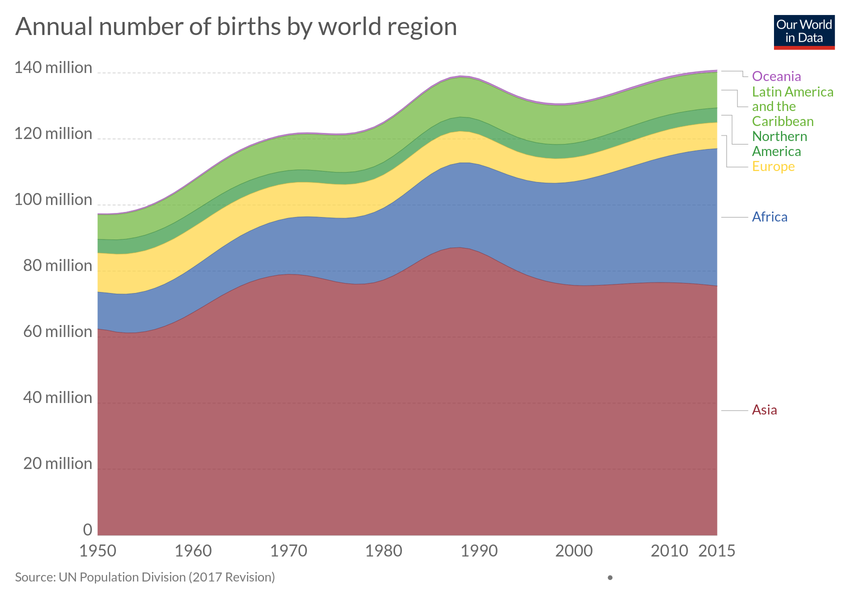 Annual number of births by world region
Our World
in Data
140 million
120 million
100 million
80 million
60 million
40 million
20 million
0
1950 1960 1970 1980 1990 2000 2010 2015
Oceania
Latin America
and the
Caribbean
Northern
America
Europe
Africa
Asia
Source: UN Population Division (2017 Revision)